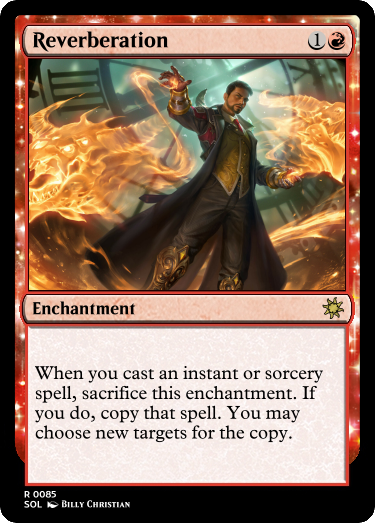 Reverberation 1
Enchantment
When you cast an instant or sorcery
spell, sacrifice this enchantment. If
you do, copy that spell. You may
choose new targets for the copy.
R 0085
SOL Billy Christian